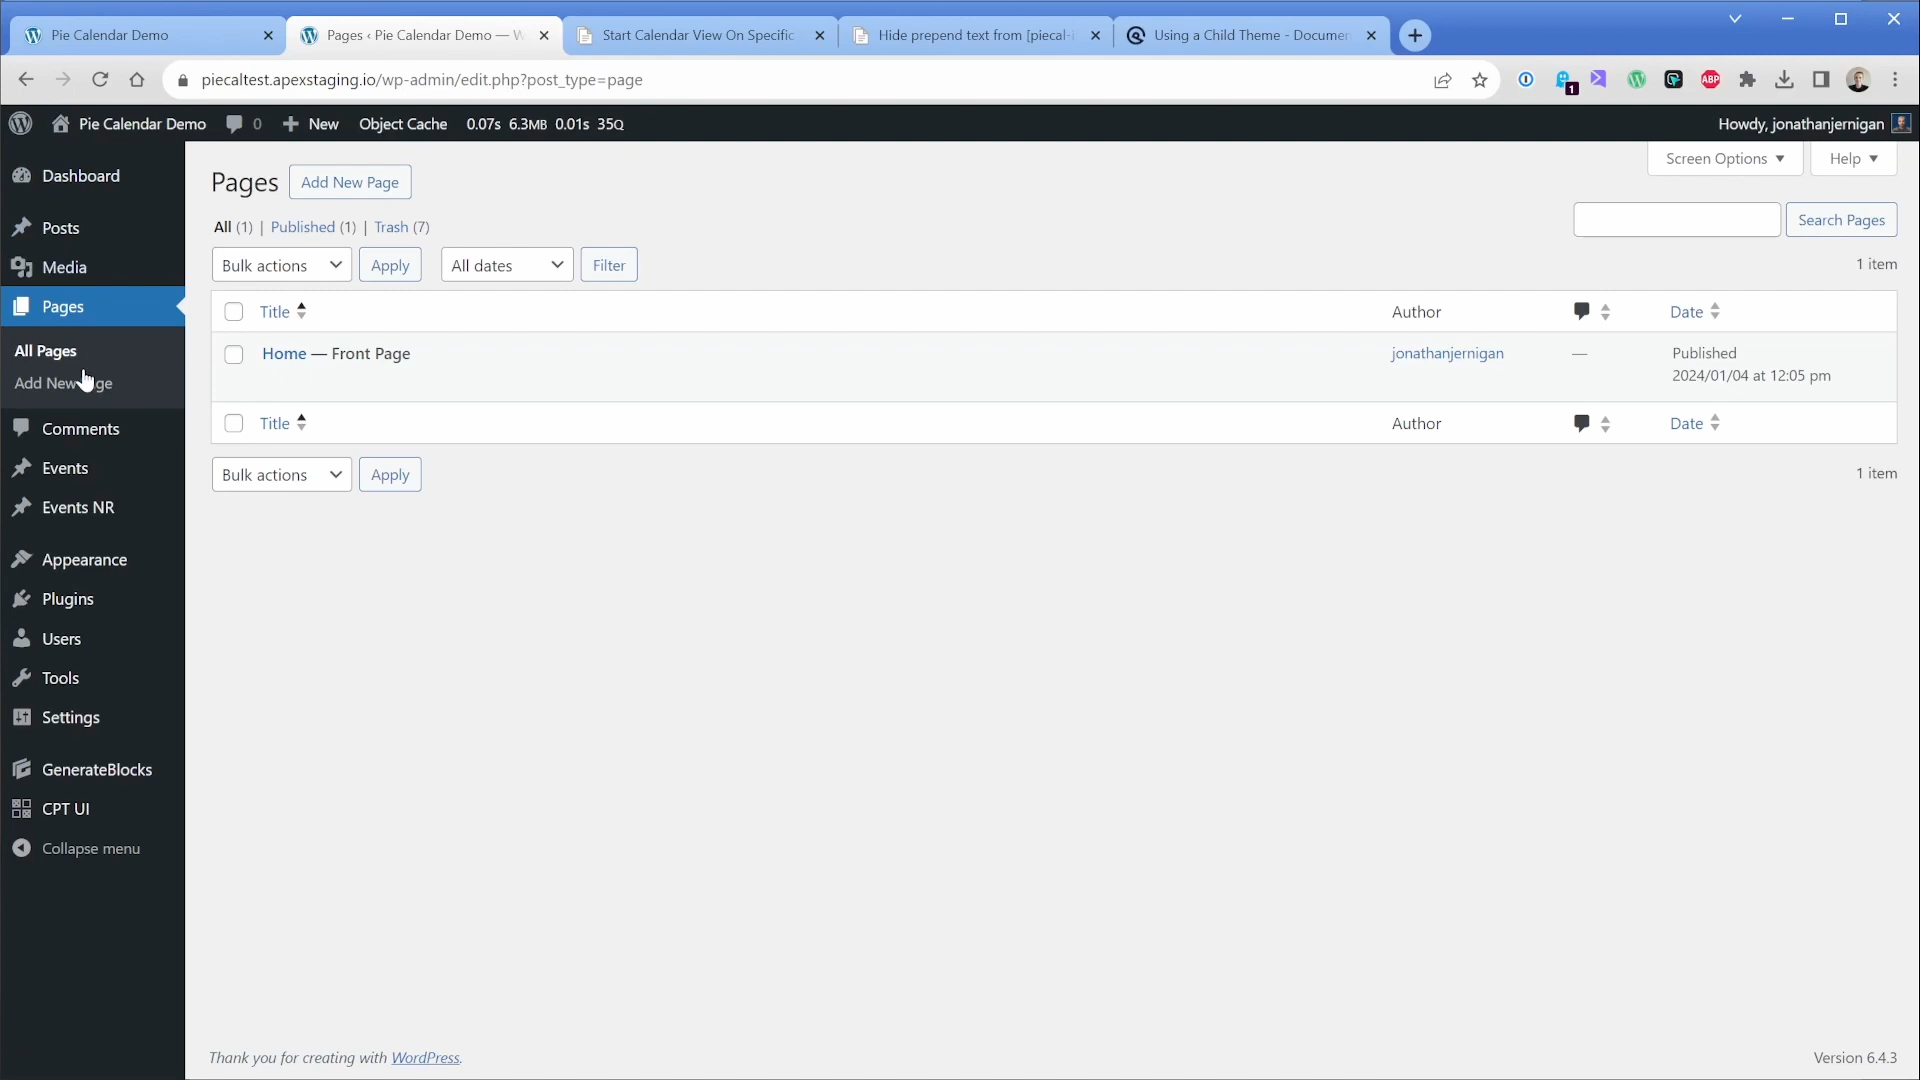 Pie Calendar Demo
Pages ‹ Pie Calendar Demo — W
Start Calendar View On Specific
Hide prepend text from [piecal-i
Using a Child Theme - Documen
piecaltest.apexstaging.io/wp-admin/edit.php?post_type=page
1
ABP
Pie Calendar Demo 0 New Object Cache 0.07s 6.3MB 0.01s 35Q
Howdy, jonathanjernigan
Dashboard
Posts
Media
Pages
All Pages
Add New
ge
Comments
Events
Events NR
Appearance
Plugins
Users
Tools
Settings
GenerateBlocks
CPT UI
Collapse menu
Screen Options
Help
Pages Add New Page
All (1) | Published (1) | Trash (7)
Search Pages
Bulk actions Apply All dates Filter
1 item
Title Author Date
Home — Front Page jonathanjernigan — Published
2024/01/04 at 12:05 pm
Title Author Date
Bulk actions Apply
1 item
Thank you for creating with WordPress.
Version 6.4.3